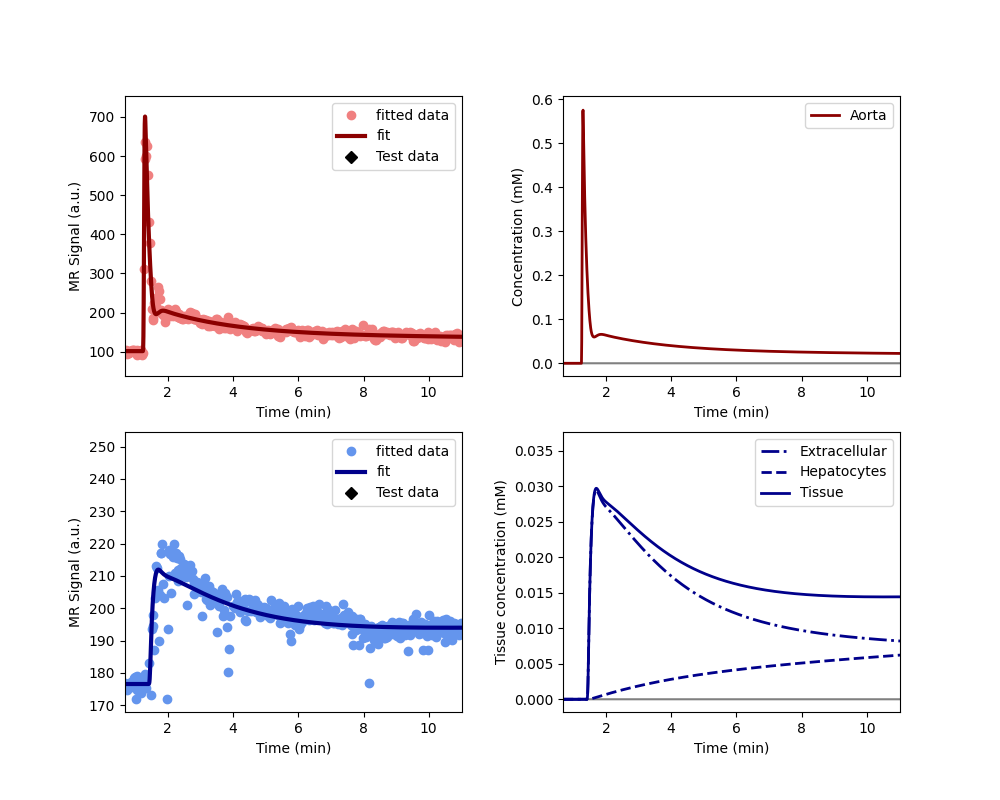 700
600
500
400
300
200
100
MR Signal (a.u.)
2
4
6
8
10
Time (min)
fitted data
fit
Test data
0.6
0.5
0.4
0.3
0.2
0.1
0.0
Concentration (mM)
2
4
6
8
10
Time (min)
Aorta
250
240
230
220
210
200
190
180
170
MR Signal (a.u.)
2
4
6
8
10
Time (min)
fitted data
fit
Test data
0.035
0.030
0.025
0.020
0.015
0.010
0.005
0.000
Tissue concentration (mM)
2
4
6
8
10
Time (min)
Extracellular
Hepatocytes
Tissue